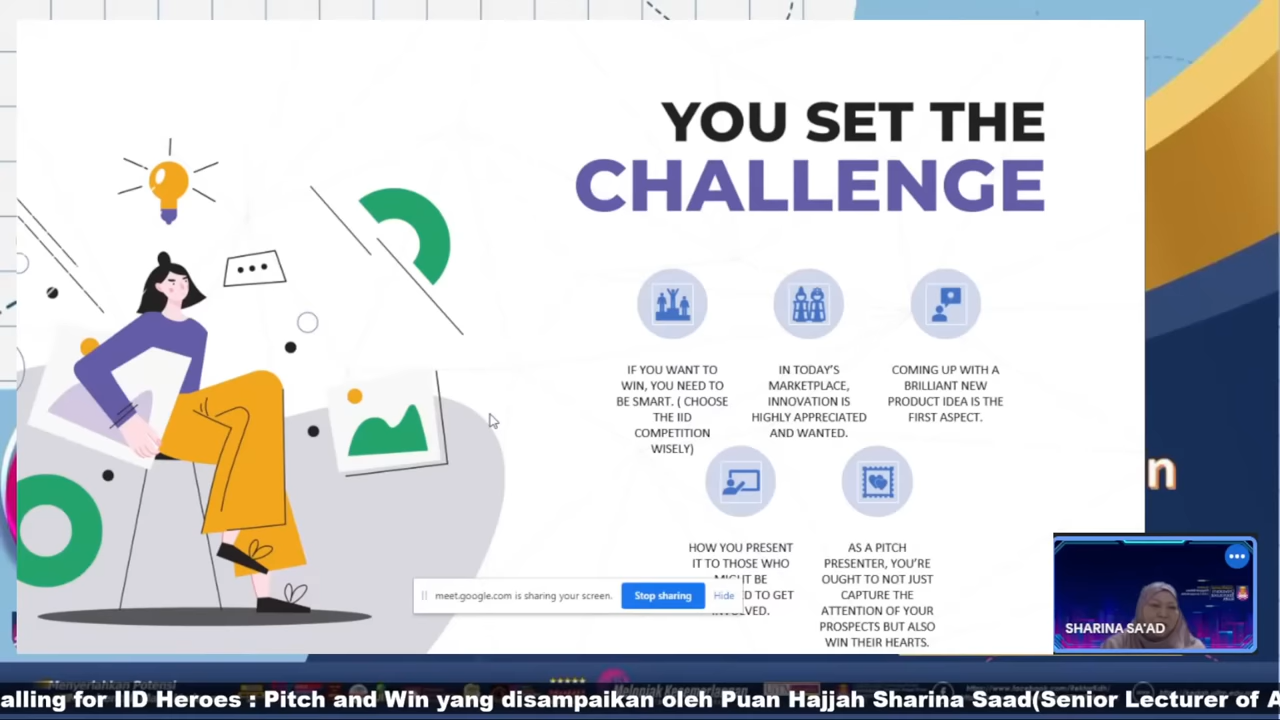 YOU SET THE
CHALLENGE
IF YOU WANT TO
WIN, YOU NEED TO
BE SMART. ( CHOOSE
THE IID
COMPETITION
WISELY)
IN TODAY'S
MARKETPLACE,
INNOVATION IS
HIGHLY APPRECIATED
AND WANTED.
COMING UP WITH A
BRILLIANT NEW
PRODUCT IDEA IS THE
FIRST ASPECT.
HOW YOU PRESENT
IT TO THOSE WHO
BE
TO GET
AS A PITCH
PRESENTER, YOU'RE
OUGHT TO NOT JUST
CAPTURE THE
ATTENTION OF YOUR
PROSPECTS BUT ALSO
WIN THEIR HEARTS.
meet.google.com is sharing your screen.
Stop sharing
Hide
n
SHARINA SA'AD
Menyerlahkan Potensi
alling for IID Heroes : Pitch and Win yang disampaikan oleh Puan Hajjah Sharina Saad(Senior Lecturer of A